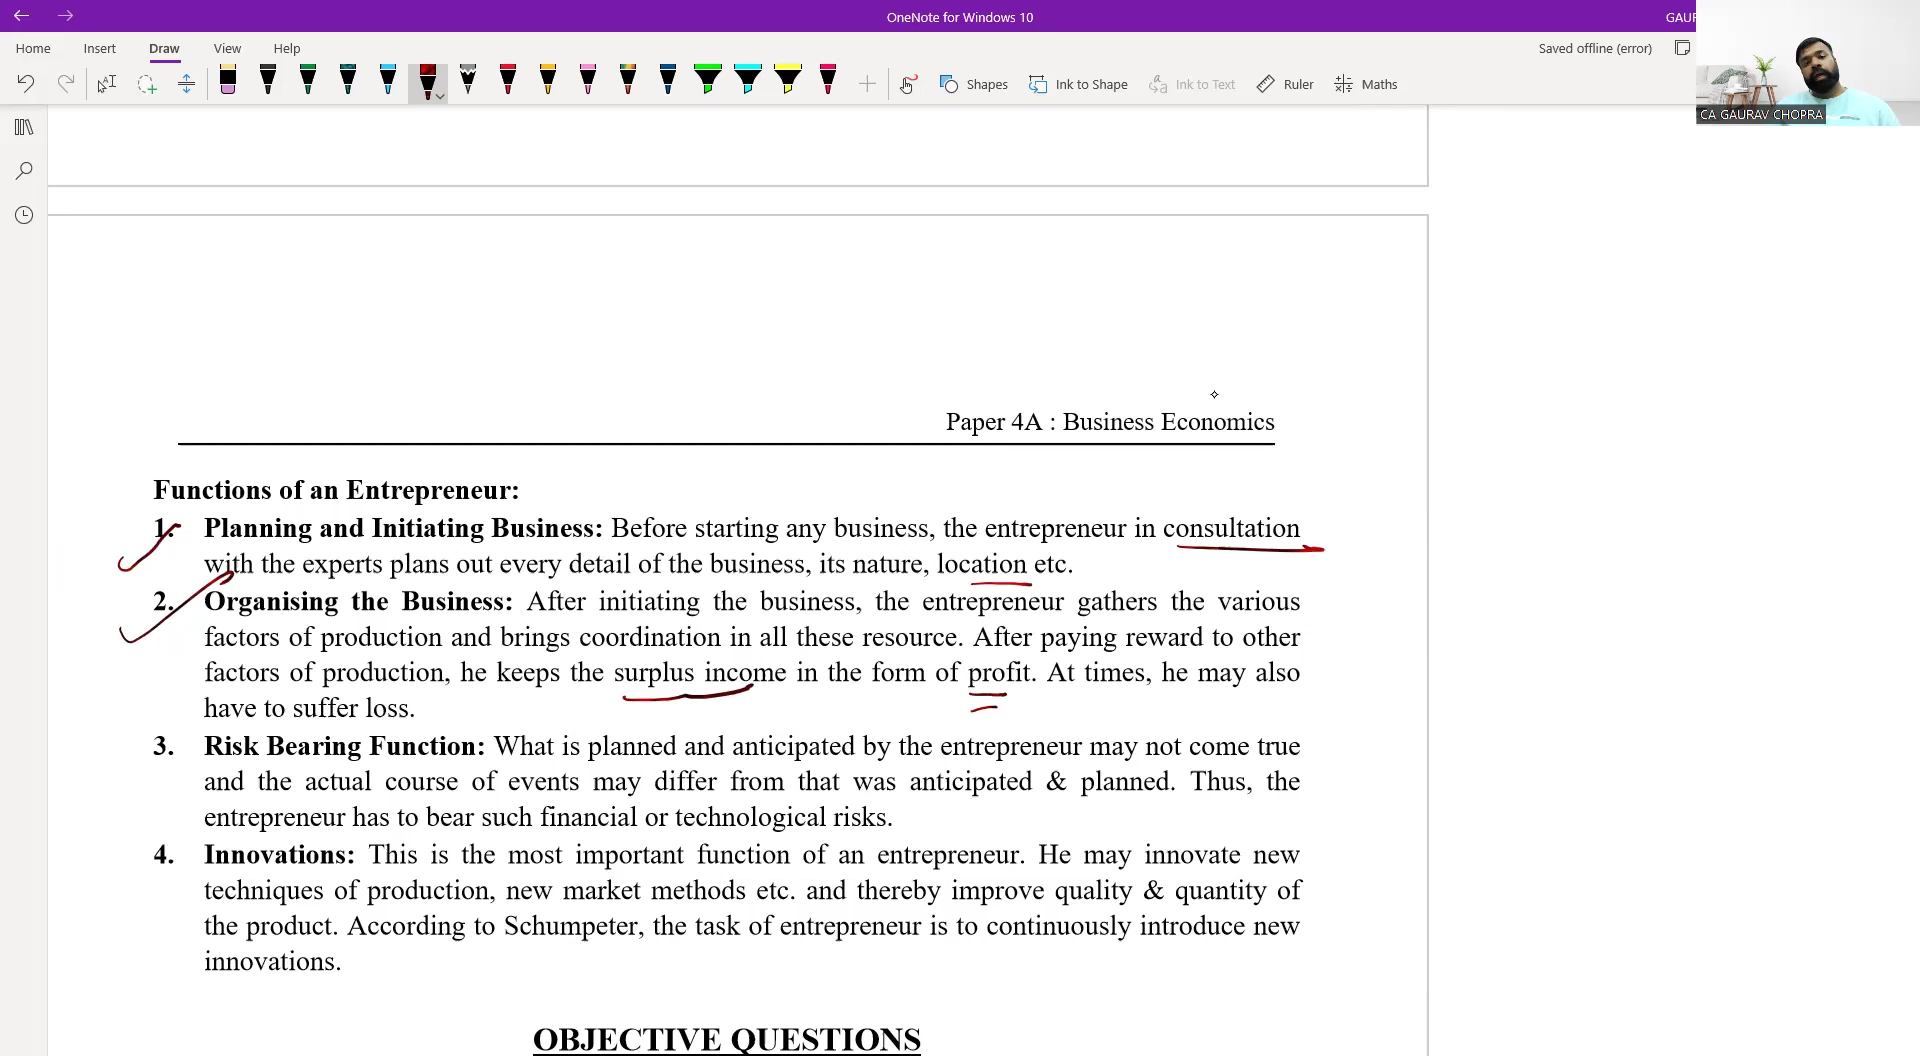 OneNote for Windows 10
GAUR
Home Insert Draw View Help
Saved offline (error)
Shapes Ink to Shape Ink to Text Ruler Maths
CA GAURAV CHOPRA
Paper 4A : Business Economics
Functions of an Entrepreneur:
1. Planning and Initiating Business: Before starting any business, the entrepreneur in consultation
with the experts plans out every detail of the business, its nature, location etc.
2. Organising the Business: After initiating the business, the entrepreneur gathers the various
factors of production and brings coordination in all these resource. After paying reward to other
factors of production, he keeps the surplus income in the form of profit. At times, he may also
have to suffer loss.
3. Risk Bearing Function: What is planned and anticipated by the entrepreneur may not come true
and the actual course of events may differ from that was anticipated & planned. Thus, the
entrepreneur has to bear such financial or technological risks.
4. Innovations: This is the most important function of an entrepreneur. He may innovate new
techniques of production, new market methods etc. and thereby improve quality & quantity of
the product. According to Schumpeter, the task of entrepreneur is to continuously introduce new
innovations.
OBJECTIVE QUESTIONS